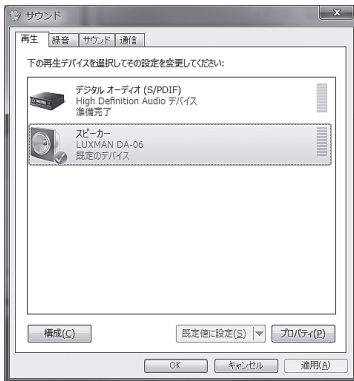 サウンド
再生 録音 サウンド 通信
下の再生デバイスを選択してその設定を変更してください:
デジタル オーディオ (S/PDIF)
High Definition Audio デバイス
準備完了
スピーカー
LUXMAN DA-06
既定のデバイス
構成(C) 既定値に設定(S) プロパティ(P)
OK キャンセル 適用(A)